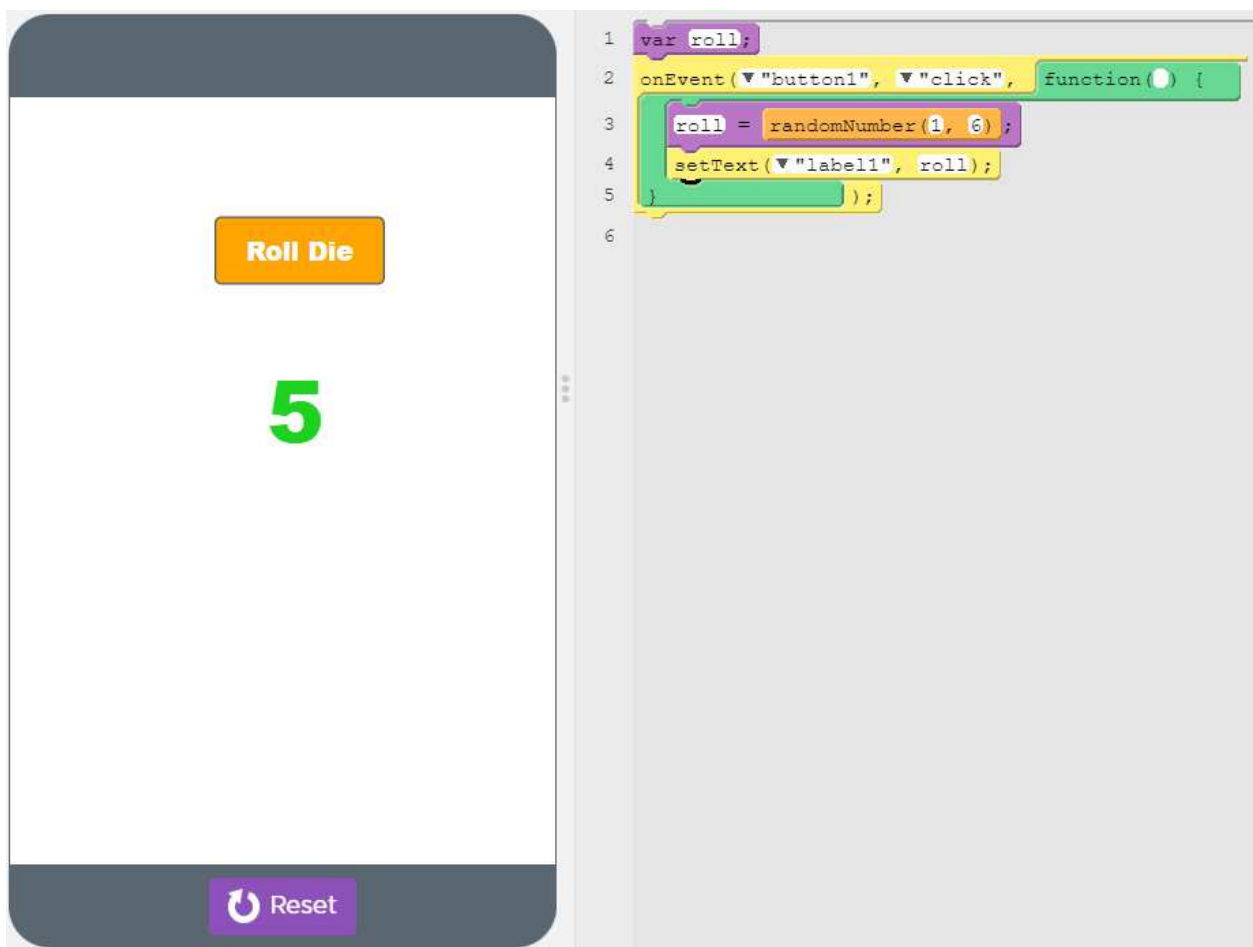 Roll Die
5
Reset
1 var roll;
2 onEvent(▼"button1", ▼"click", function( ) {
3 roll = randomNumber(1, 6);
4 setText(▼"label1", roll);
5 } );
6